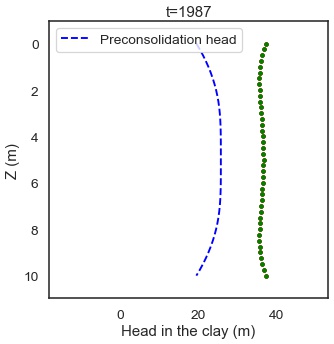 t=1987
Preconsolidation head
0
2
4
6
8
10
Z (m)
0 20 40
Head in the clay (m)